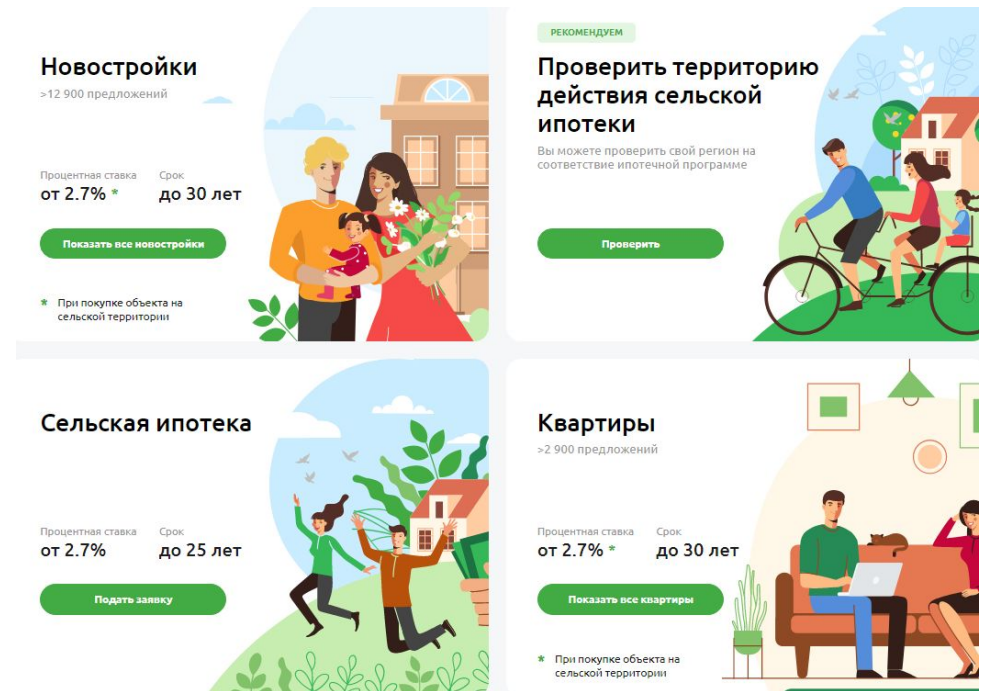 Новостройки
>12 900 предложений
Процентная ставка Срок
от 2.7% * до 30 лет
Показать все новостройки
* При покупке объекта на
сельской территории
РЕКОМЕНДУЕМ
Проверить территорию
действия сельской
ипотеки
Вы можете проверить свой регион на
соответствие ипотечной программе
Проверить
Сельская ипотека
Процентная ставка Срок
от 2.7% до 25 лет
Подать заявку
Квартиры
>2 900 предложений
Процентная ставка Срок
от 2.7% * до 30 лет
Показать все квартиры
* При покупке объекта на
сельской территории